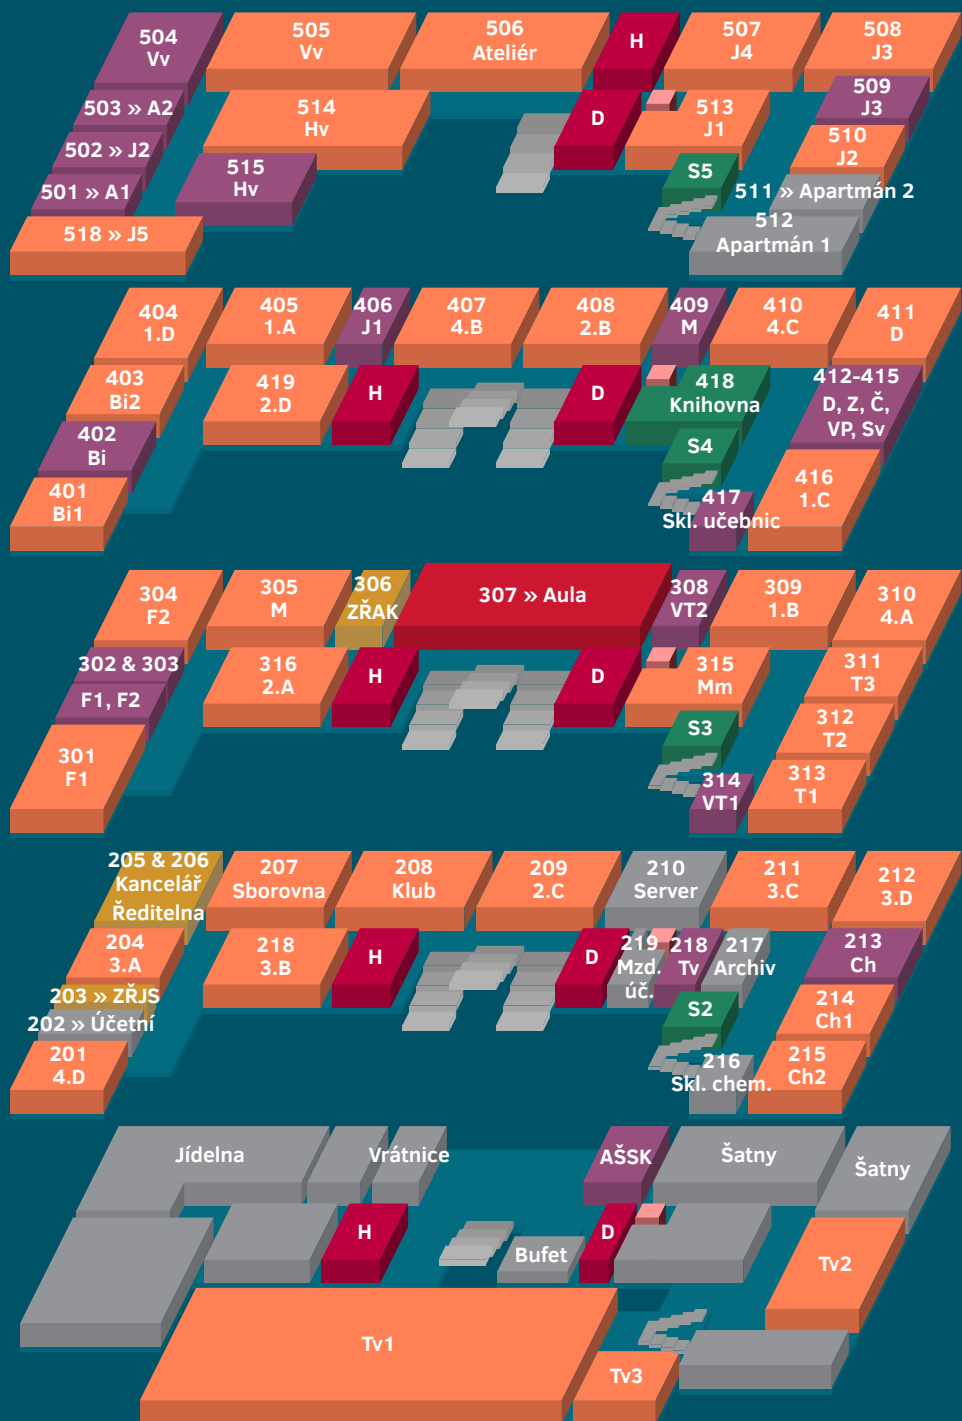 504
Vv
505
Vv
506
Ateliér
H
507
J4
508
J3
503 » A2
514
Hv
D
513
J1
509
J3
502 » J2
510
J2
515
Hv
S5
501 » A1
511 » Apartmán 2
518 » J5
512
Apartmán 1
404
1.D
405
1.A
406
J1
407
4.B
408
2.B
409
M
410
4.C
411
D
403
Bi2
419
2.D
H
D
418
Knihovna
412-415
D, Z, Č,
VP, Sv
402
Bi
S4
401
Bi1
417
Skl. učebnic
416
1.C
304
F2
305
M
306
ZŘAK
307 » Aula
308
VT2
309
1.B
310
4.A
302 & 303
F1, F2
316
2.A
H
D
315
Mm
311
T3
S3
312
T2
301
F1
314
VT1
313
T1
205 & 206
Kancelář
Ředitelna
207
Sborovna
208
Klub
209
2.C
210
Server
211
3.C
212
3.D
204
3.A
218
3.B
H
D
219
Mzd.
úč.
218
Tv
217
Archiv
213
Ch
203 » ZŘJS
202 » Účetní
S2
214
Ch1
201
4.D
216
Skl. chem.
215
Ch2
Jídelna
Vrátnice
AŠSK
Šatny
Šatny
H
Bufet
D
Tv2
Tv1
Tv3